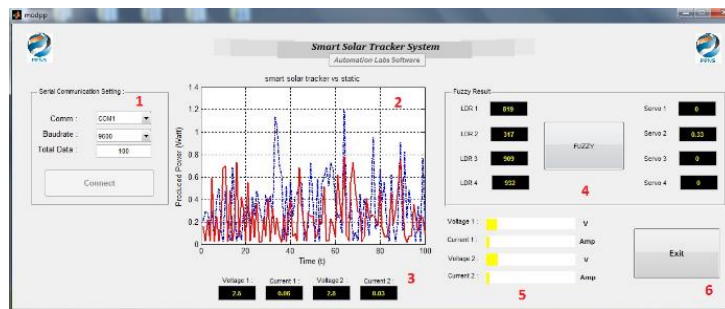 modpp
Smart Solar Tracker System
Automation Labs Software
PPNS
PPNS
Serial Communication Setting :
1
Comm :
COM1
Baudrate :
9600
Total Data :
100
Connect
smart solar tracker vs static
2
Produced Power (Watt)
1.4
1.2
1
0.8
0.6
0.4
0.2
0
0 20 40 60 80 100
Time (t)
3
Voltage 1 :
Current 1 :
Voltage 2 :
Current 2 :
2.8
0.06
2.8
0.03
Fuzzy Result
LDR 1
819
LDR 2
317
LDR 3
909
LDR 4
932
FUZZY
4
Servo 1
0
Servo 2
0.33
Servo 3
0
Servo 4
0
Voltage 1 :
V
Current 1 :
Amp
Voltage 2 :
V
Current 2 :
Amp
5
Exit
6